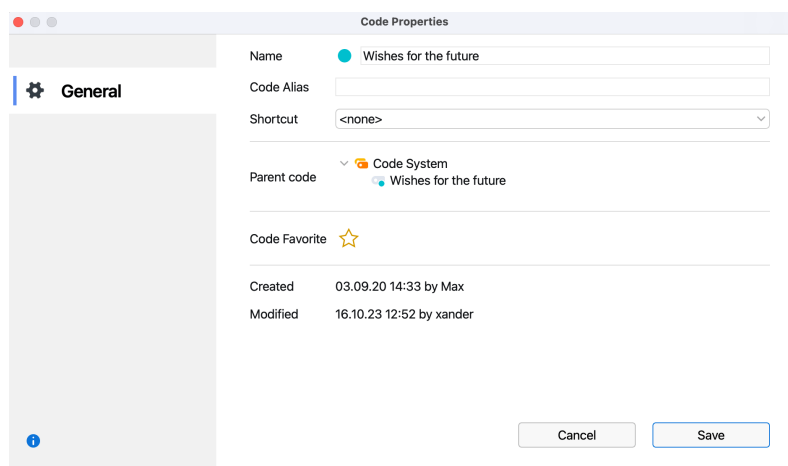 Code Properties
General
Name Wishes for the future
Code Alias
Shortcut <none>
Parent code
Code System
Wishes for the future
Code Favorite
Created 03.09.20 14:33 by Max
Modified 16.10.23 12:52 by xander
Cancel Save